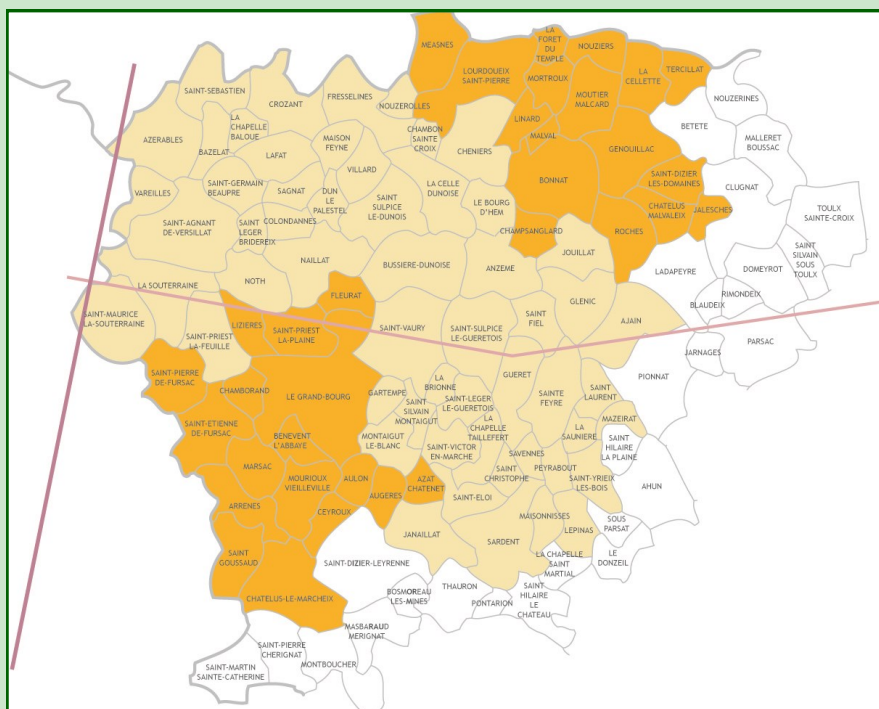 MEASNES
LA
FORET
DU
TEMPLE
NOUZIERS
LOURDOUEIX
SAINT-PIERRE
MORTROUX
LA
CELLETTE
TERCILLAT
SAINT-SEBASTIEN
CROZANT
FRESSELINES
NOUZEROLLES
MOUTIER
MALCARD
NOUZERINES
LA
CHAPELLE
BALOUE
LINARD
MALVAL
BETETE
AZERABLES
BAZELAT
MAISON
FEYNE
CHAMBON
SAINTE
CROIX
CHENIERS
GENOUILLAC
MALLERET
BOUSSAC
LAFAT
VILLARD
SAINT-GERMAIN
BEAUPRE
BONNAT
SAINT-DIZIER
LES-DOMAINES
CLUGNAT
VAREILLES
SAGNAT
DUN
LE
PALESTEL
SAINT
SULPICE
LE-DUNOIS
LA CELLE
DUNOISE
LE BOURG
D'HEM
CHATELUS
MALVALEIX
JALESCHES
TOULX
SAINTE-CROIX
SAINT-AGNANT
DE-VERSILLAT
SAINT
LEGER
BRIDEREIX
COLONDANNES
CHAMPSANGLARD
ROCHES
NAILLAT
JOUILLAT
SAINT
SILVAIN
SOUS
TOULX
NOTH
BUSSIERE-DUNOISE
ANZEME
LADAPEYRE
DOMEYROT
LA SOUTERRAINE
FLEURAT
GLENIC
BLAUDEIX
RIMONDEIX
SAINT-MAURICE
LA-SOUTERRAINE
LIZIERES
SAINT-PRIEST
LA-PLAINE
SAINT-VAURY
SAINT-SULPICE
LE-GUERETOIS
SAINT
FIEL
AJAIN
SAINT-PRIEST
LA-FEUILLE
JARNAGES
PARSAC
SAINT-PIERRE
DE-FURSAC
CHAMBORAND
LE GRAND-BOURG
GARTEMPE
LA
BRIONNE
GUERET
SAINTE
FEYRE
SAINT
LAURENT
PIONNAT
SAINT
SILVAIN
MONTAIGUT
SAINT-LEGER
LE-GUERETOIS
SAINT-ETIENNE
DE-FURSAC
BENEVENT
L'ABBAYE
MONTAIGUT
LE-BLANC
LA
CHAPELLE
TAILLEFERT
LA
SAUNIERE
MAZEIRAT
SAINT
HILAIRE
LA PLAINE
SAINT-VICTOR
EN-MARCHE
SAVENNES
MARSAC
MOURIOUX
VIEILLEVILLE
AULON
AZAT
CHATENET
SAINT
CHRISTOPHE
PEYRABOUT
SAINT-YRIEIX
LES-BOIS
AHUN
AUGERES
SAINT-ELOI
ARRENES
CEYROUX
MAISONNISSES
LEPINAS
SOUS
PARSAT
JANAILLAT
SARDENT
SAINT
GOUSSAUD
SAINT-DIZIER-LEYRENNE
LA CHAPELLE
SAINT
MARTIAL
LE
DONZEIL
CHATELUS-LE-MARCHEIX
BOSMOREAU
LES-MINES
THAURON
PONTARION
SAINT
HILAIRE
LE
CHATEAU
MASBARAUD
MERIGNAT
SAINT-PIERRE
CHERIGNAT
MONTBOUCHER
SAINT-MARTIN
SAINTE-CATHERINE